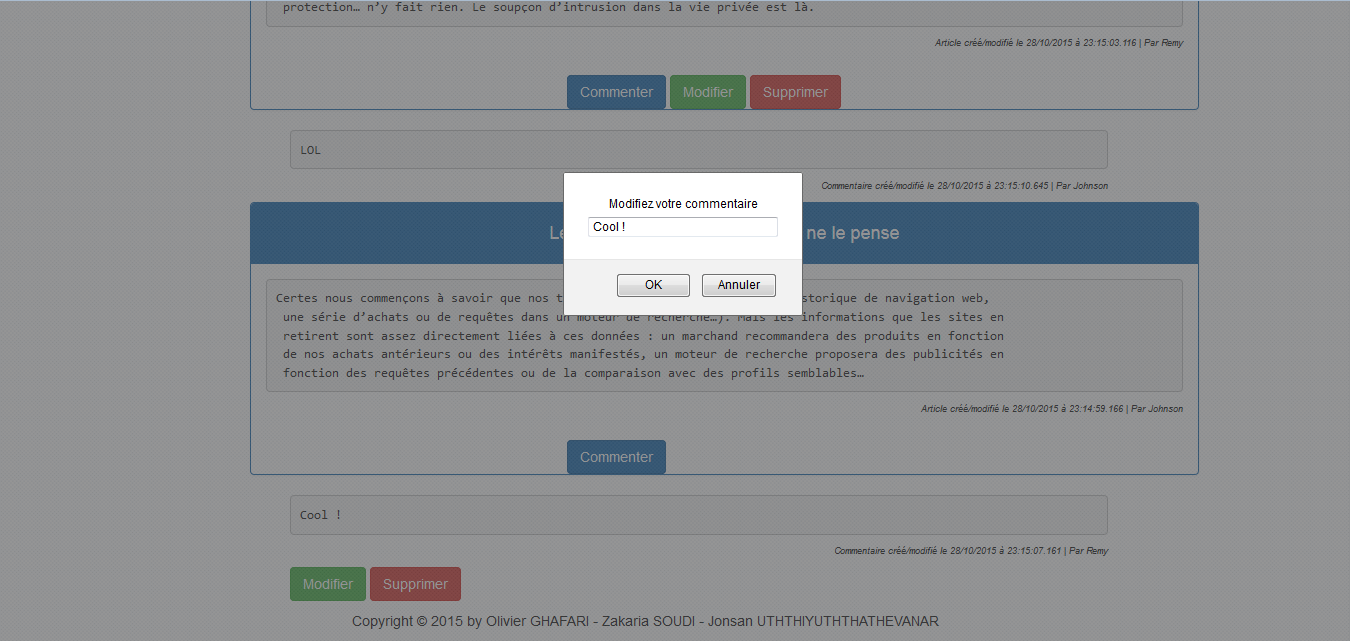 protection… n’y fait rien. Le soupçon d’intrusion dans la vie privée est là.
Article créé/modifié le 28/10/2015 à 23:15:03.116 | Par Remy
Commenter Modifier Supprimer
LOL
Commentaire créé/modifié le 28/10/2015 à 23:15:10.645 | Par Johnson
Modifiez votre commentaire
Cool !
OK Annuler
ne le pense
Certes nous commençons à savoir que nos storique de navigation web,
une série d’achats ou de requêtes dans un moteur de recherche…). Mais les informations que les sites en
retirent sont assez directement liées à ces données : un marchand recommandera des produits en fonction
de nos achats antérieurs ou des intérêts manifestés, un moteur de recherche proposera des publicités en
fonction des requêtes précédentes ou de la comparaison avec des profils semblables…
Article créé/modifié le 28/10/2015 à 23:14:59.166 | Par Johnson
Commenter
Cool !
Commentaire créé/modifié le 28/10/2015 à 23:15:07.161 | Par Remy
Modifier Supprimer
Copyright © 2015 by Olivier GHAFARI - Zakaria SOUDI - Jonsan UTHTHIYUTHTHATHEVANAR